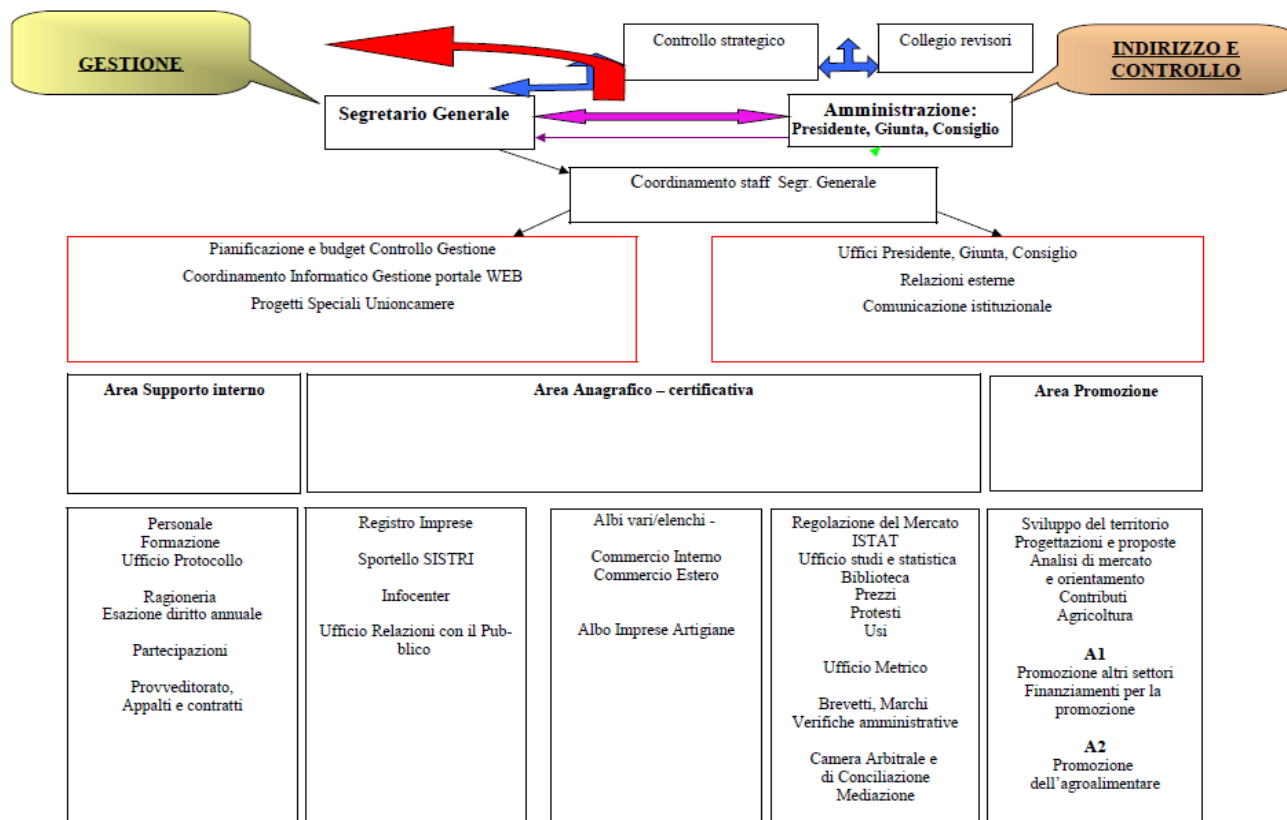 GESTIONE
Controllo strategico
Collegio revisori
INDIRIZZO E
CONTROLLO
Segretario Generale
Amministrazione:
Presidente, Giunta, Consiglio
Coordinamento staff Segr. Generale
Pianificazione e budget Controllo Gestione
Coordinamento Informatico Gestione portale WEB
Progetti Speciali Unioncamere
Uffici Presidente, Giunta, Consiglio
Relazioni esterne
Comunicazione istituzionale
Area Supporto interno
Area Anagrafico – certificativa
Area Promozione
Personale
Formazione
Ufficio Protocollo
Ragioneria
Esazione diritto annuale
Partecipazioni
Provveditorato,
Appalti e contratti
Registro Imprese
Sportello SISTRI
Infocenter
Ufficio Relazioni con il Pub-
blico
Albi vari/elenchi -
Commercio Interno
Commercio Estero
Albo Imprese Artigiane
Regolazione del Mercato
ISTAT
Ufficio studi e statistica
Biblioteca
Prezzi
Protesti
Usi
Ufficio Metrico
Brevetti, Marchi
Verifiche amministrative
Camera Arbitrale e
di Conciliazione
Mediazione
Sviluppo del territorio
Progettazioni e proposte
Analisi di mercato
e orientamento
Contributi
Agricoltura
A1
Promozione altri settori
Finanziamenti per la
promozione
A2
Promozione
dell'agroalimentare